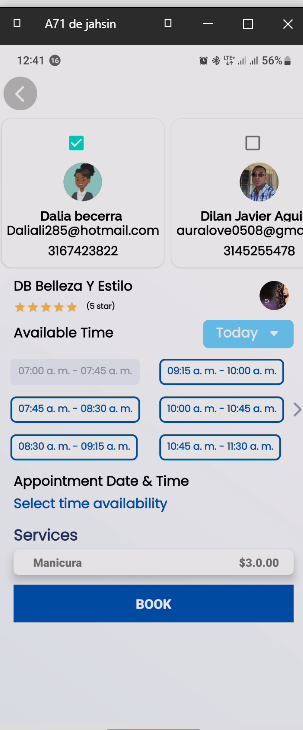 A71 de jahsin
12:41 16 56%
Dalia becerra
Daliali285@hotmail.com
3167423822
Dilan Javier Agui
auralove0508@gmc
3145255478
DB Belleza Y Estilo
(5 star)
Available Time
Today
07:00 a. m. - 07:45 a. m.
09:15 a. m. - 10:00 a. m.
07:45 a. m. - 08:30 a. m.
10:00 a. m. - 10:45 a. m.
08:30 a. m. - 09:15 a. m.
10:45 a. m. - 11:30 a. m.
Appointment Date & Time
Select time availability
Services
Manicura $3.0.00
BOOK